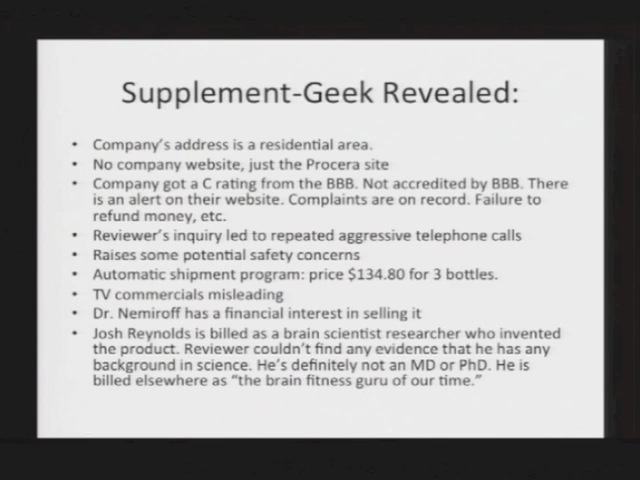 Supplement-Geek Revealed:
• Company's address is a residential area.
• No company website, just the Procera site
• Company got a C rating from the BBB. Not accredited by BBB. There
is an alert on their website. Complaints are on record. Failure to
refund money, etc.
• Reviewer's inquiry led to repeated aggressive telephone calls
• Raises some potential safety concerns
• Automatic shipment program: price $134.80 for 3 bottles.
• TV commercials misleading
• Dr. Nemiroff has a financial interest in selling it
• Josh Reynolds is billed as a brain scientist researcher who invented
the product. Reviewer couldn't find any evidence that he has any
background in science. He's definitely not an MD or PhD. He is
billed elsewhere as "the brain fitness guru of our time."